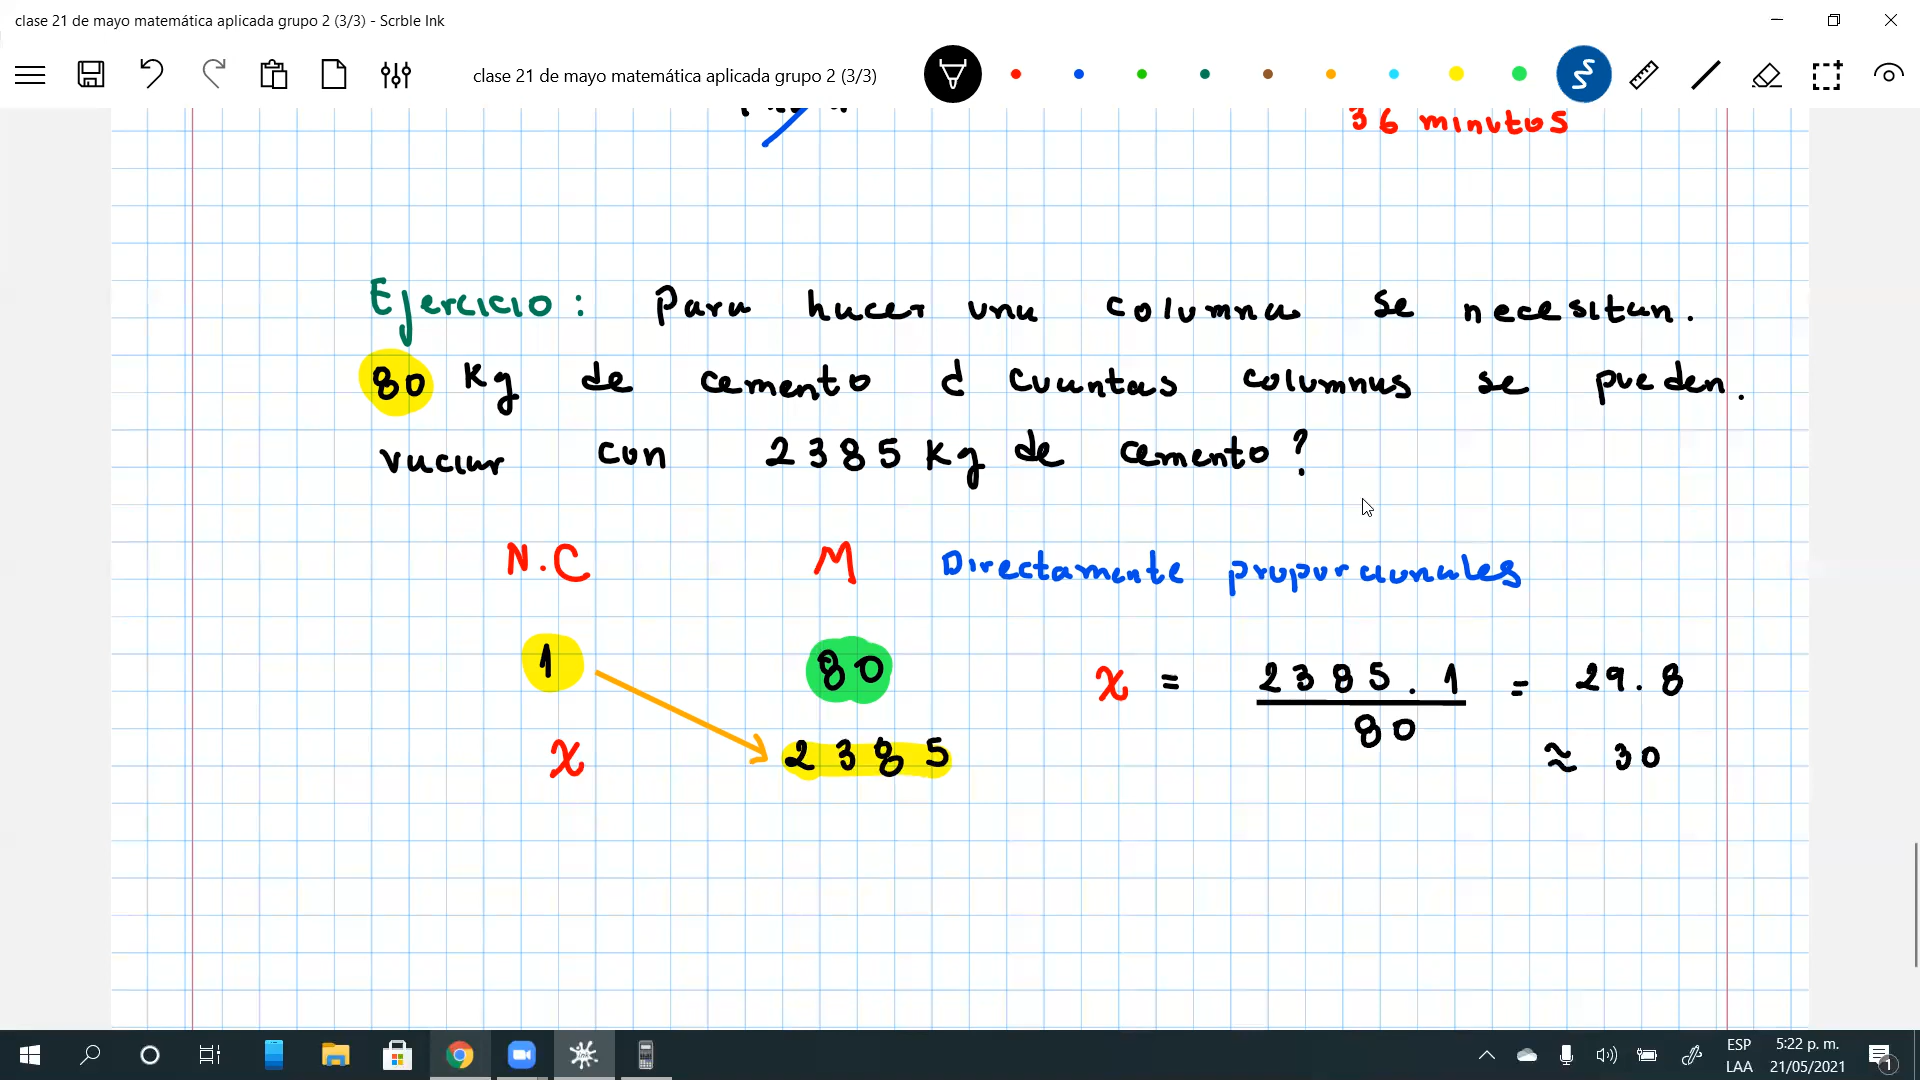 clase 21 de mayo matemática aplicada grupo 2 (3/3) - Scrble Ink
clase 21 de mayo matemática aplicada grupo 2 (3/3)
36 minutos
Ejercicio: Para hacer una columna se necesitan.
80 Kg de cemento ¿ cuantas columnas se pueden.
vaciar con 2385 Kg de cemento?
N.C M Directamente proporcionales
1 80 x = 2385.1 = 29.8
80
x 2385 ≈ 30
ESP 5:22 p. m.
LAA 21/05/2021 1